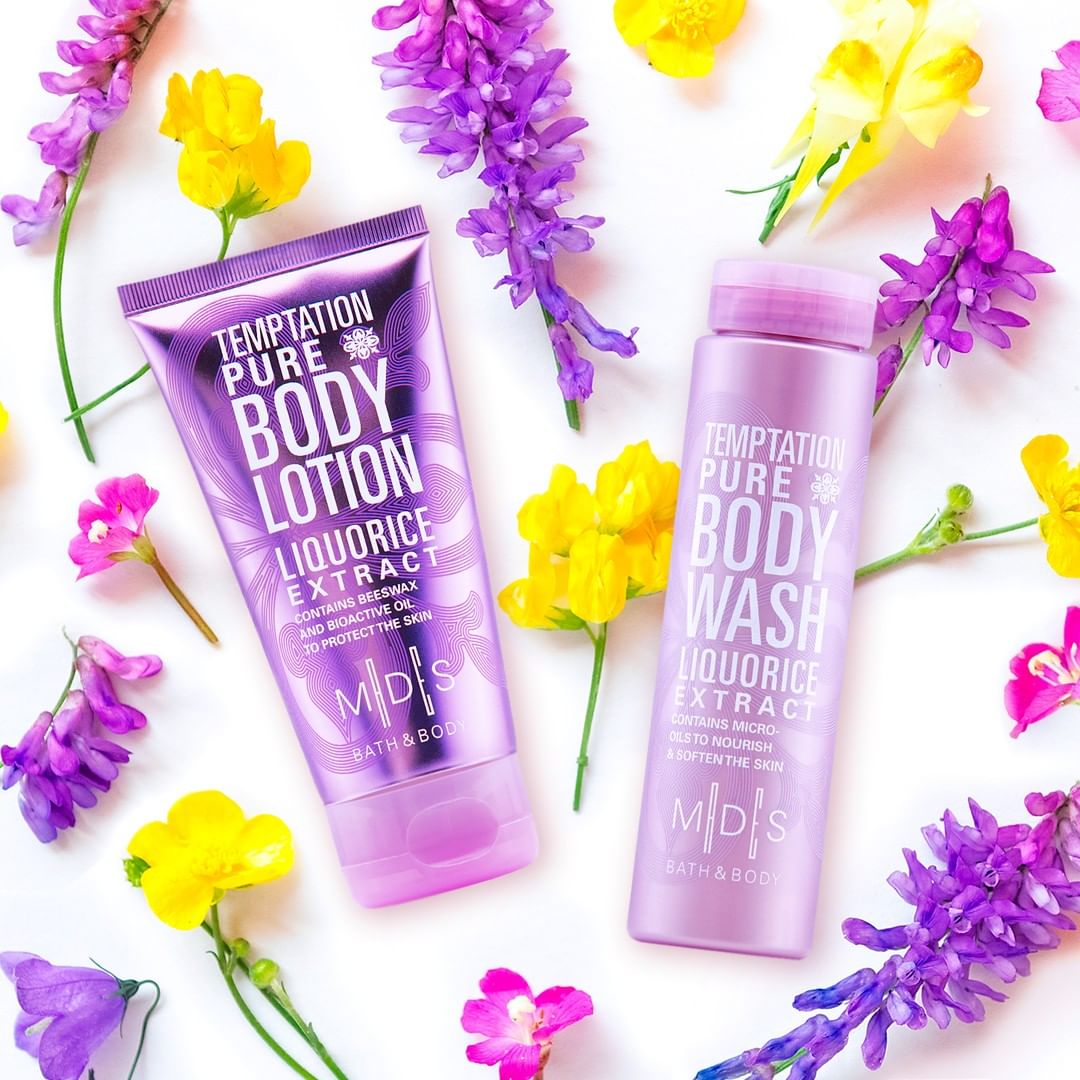 TEMPTATION
PURE
BODY
LOTION
LIQUORICE
EXTRACT
CONTAINS BEESWAX
AND BIOACTIVE OIL
TO PROTECT THE SKIN
MDS
BATH & BODY
TEMPTATION
PURE
BODY
WASH
LIQUORICE
EXTRACT
CONTAINS MICRO-
OILS TO NOURISH
& SOFTEN THE SKIN
MDS
BATH & BODY